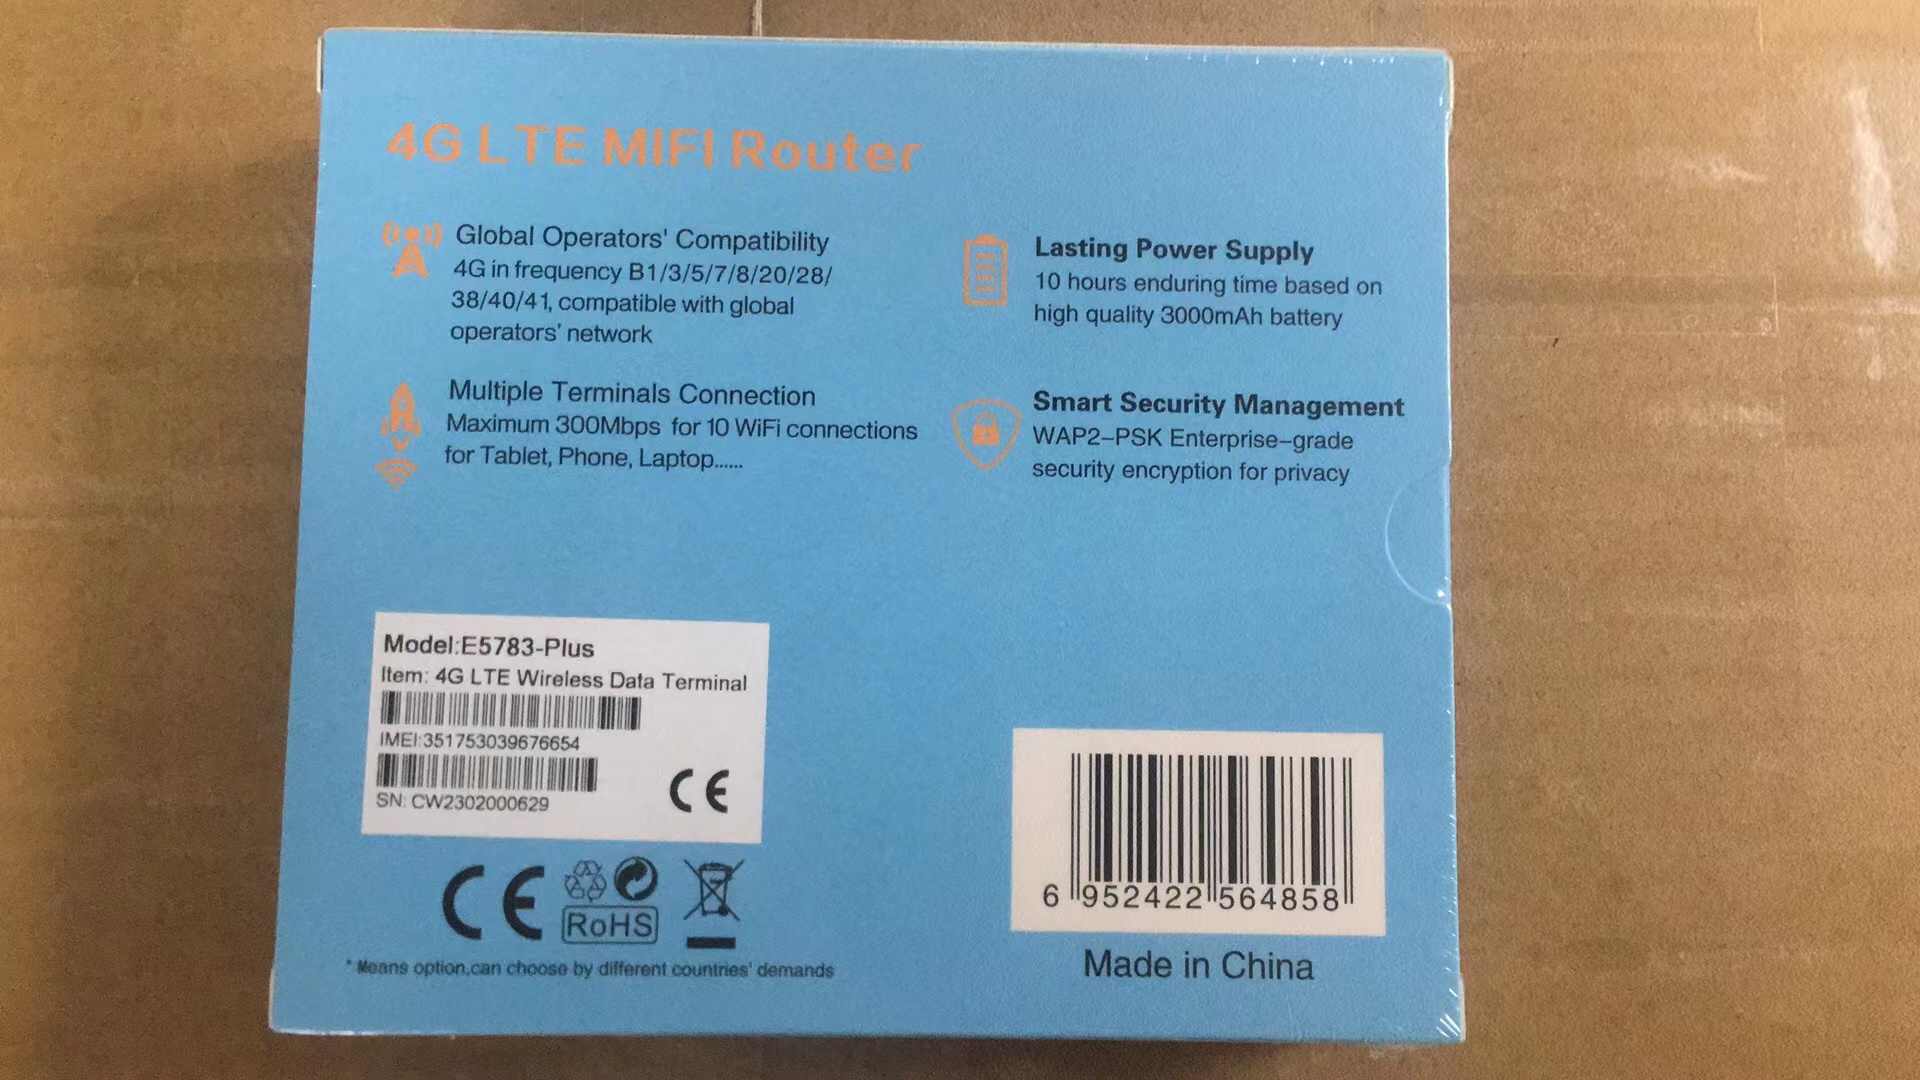 4G LTE MIFI Router
Global Operators' Compatibility
4G in frequency B1/3/5/7/8/20/28/
38/40/41, compatible with global
operators' network
Multiple Terminals Connection
Maximum 300Mbps for 10 WiFi connections
for Tablet, Phone, Laptop......
Lasting Power Supply
10 hours enduring time based on
high quality 3000mAh battery
Smart Security Management
WAP2-PSK Enterprise-grade
security encryption for privacy
Model:E5783-Plus
Item: 4G LTE Wireless Data Terminal
IMEI:351753039676654
SN: CW2302000629
CE
CE
RoHS
* Means option,can choose by different countries' demands
6 952422 564858
Made in China